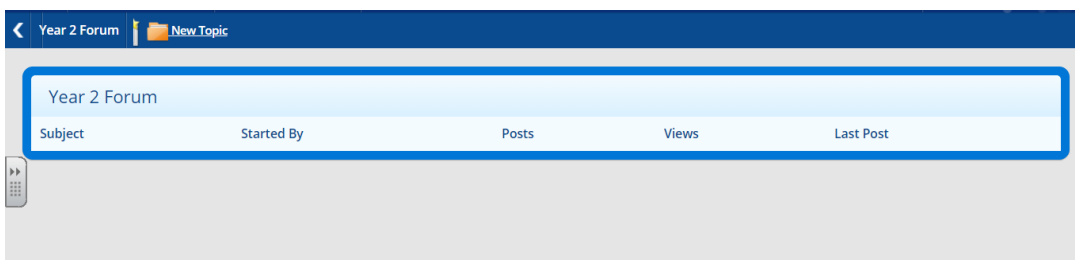 Year 2 Forum New Topic
Year 2 Forum
Subject Started By Posts Views Last Post